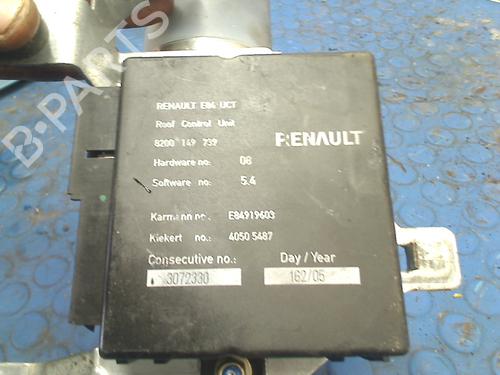 RENAULT E84 UCT
Roof Control Unit
RENAULT
8200 149 739
Hardware no: 08
Software no: 5.4
Karmann nr.: E84919603
Kiekert no.: 4050 5487
Consecutive no.: Day / Year
3072330 162/05
B-PARTS